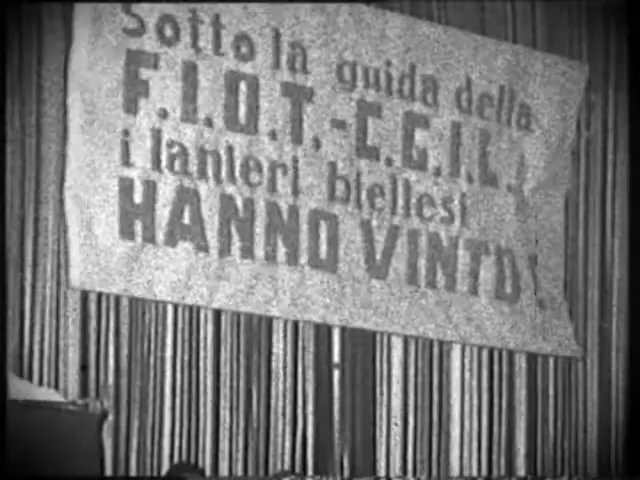 Sotto la guida della
F.I.O.T.-C.G.I.L.
i lanieri biellesi
HANNO VINTO!